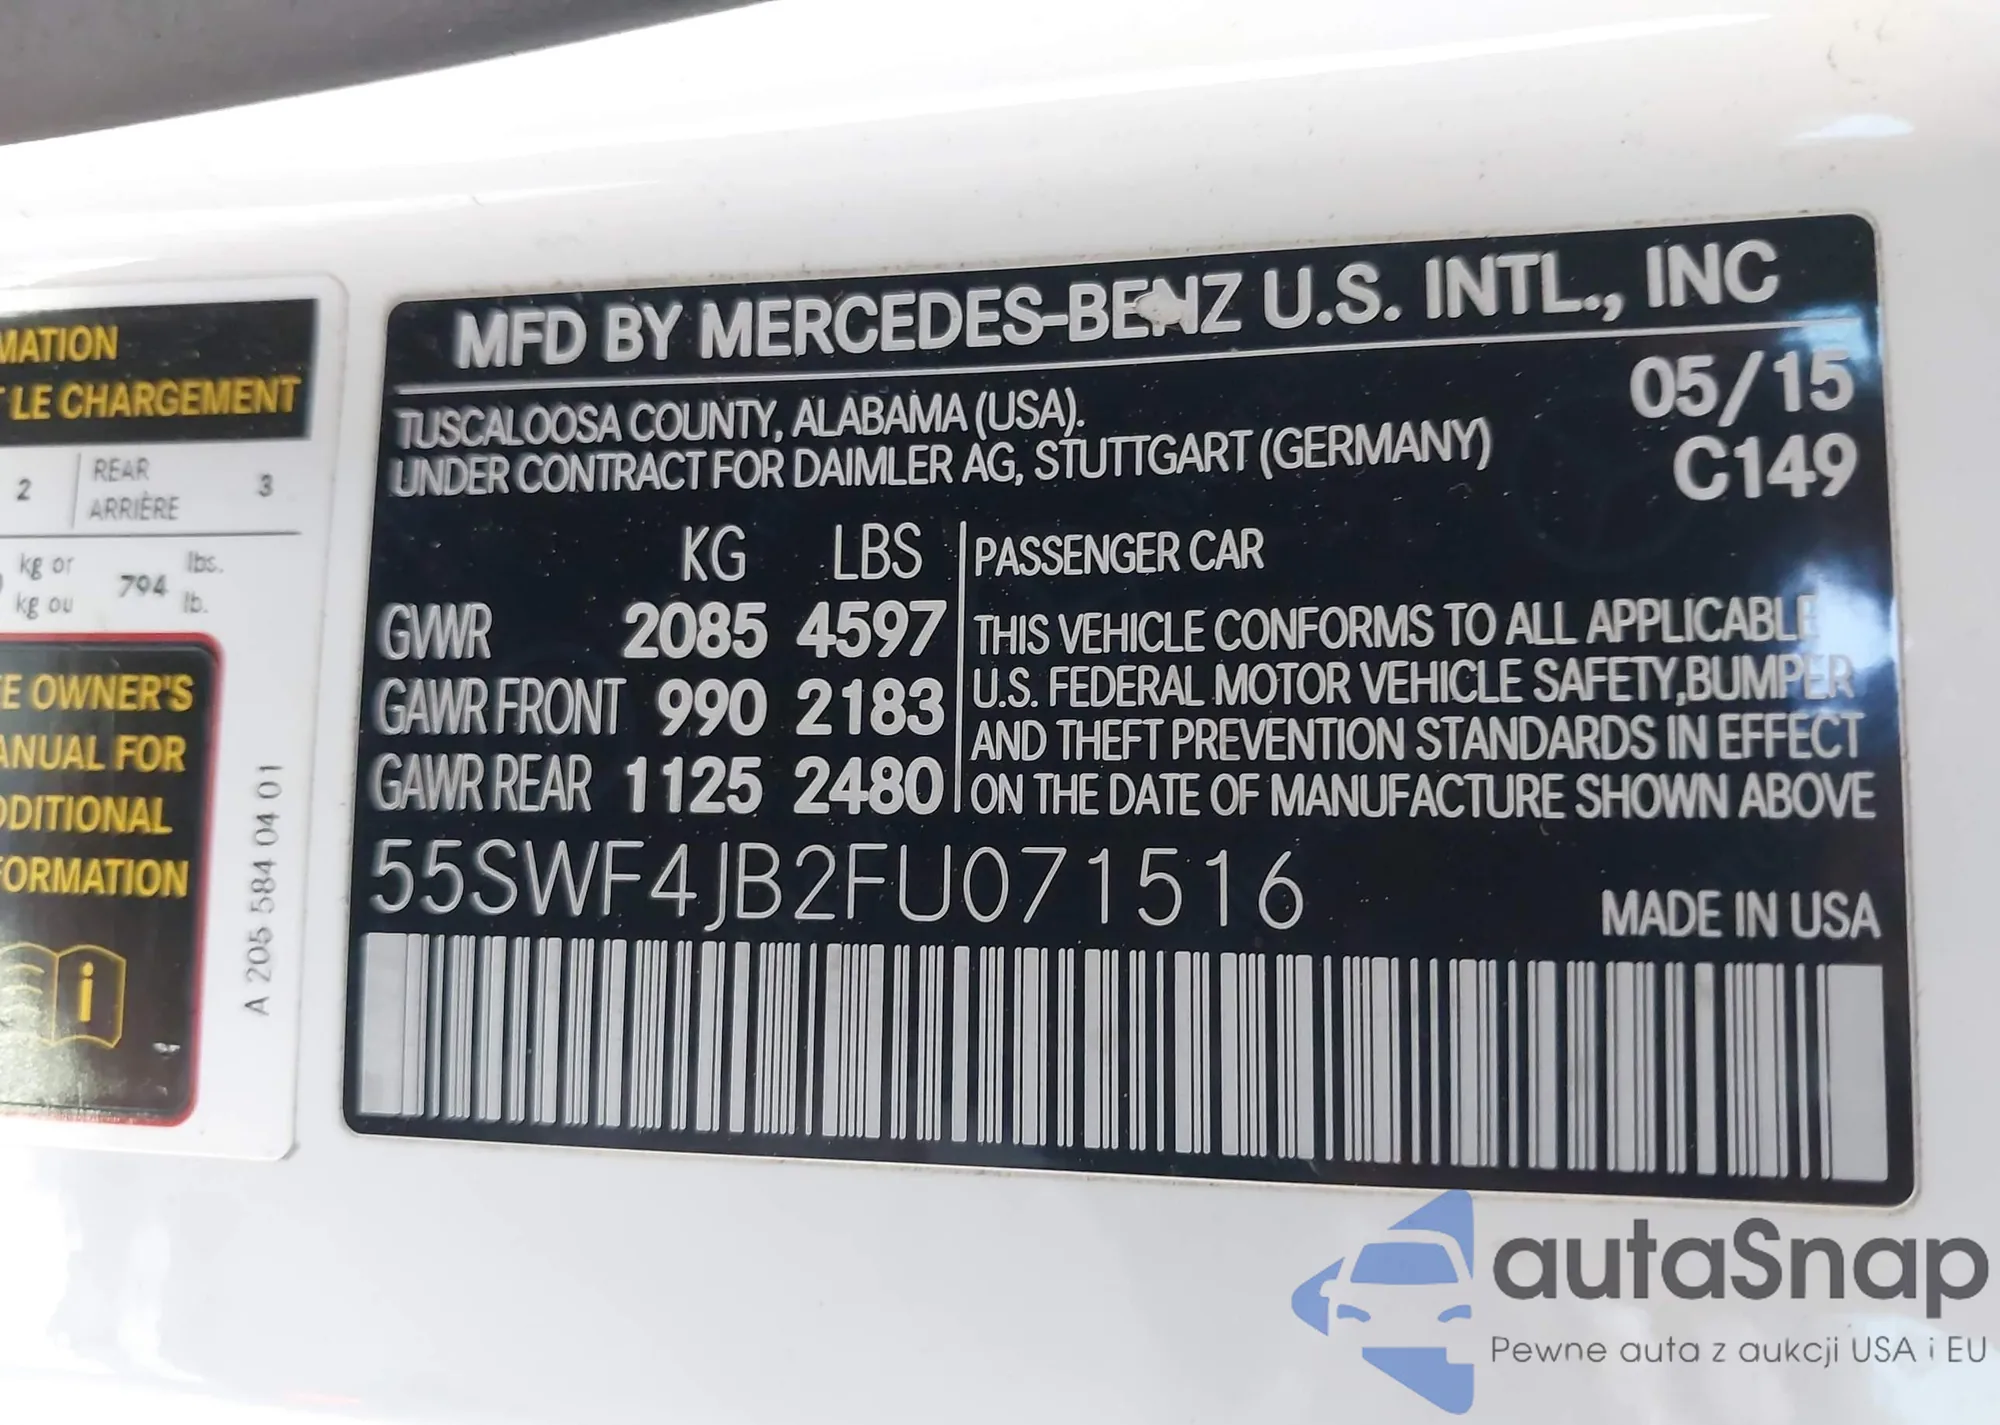 MATION
LE CHARGEMENT
2 REAR 3
ARRIÈRE
kg or 794 lbs.
kg ou lb.
OWNER'S
ANUAL FOR
DDITIONAL
FORMATION
i
A 205 584 04 01
MFD BY MERCEDES-BENZ U.S. INTL., INC
TUSCALOOSA COUNTY, ALABAMA (USA). 05/15
UNDER CONTRACT FOR DAIMLER AG, STUTTGART (GERMANY) C149
KG LBS PASSENGER CAR
GVWR 2085 4597 THIS VEHICLE CONFORMS TO ALL APPLICABLE
GAWR FRONT 990 2183 U.S. FEDERAL MOTOR VEHICLE SAFETY,BUMPER
AND THEFT PREVENTION STANDARDS IN EFFECT
GAWR REAR 1125 2480 ON THE DATE OF MANUFACTURE SHOWN ABOVE
55SWF4JB2FU071516 MADE IN USA
autaSnap
Pewne auta z aukcji USA i EU